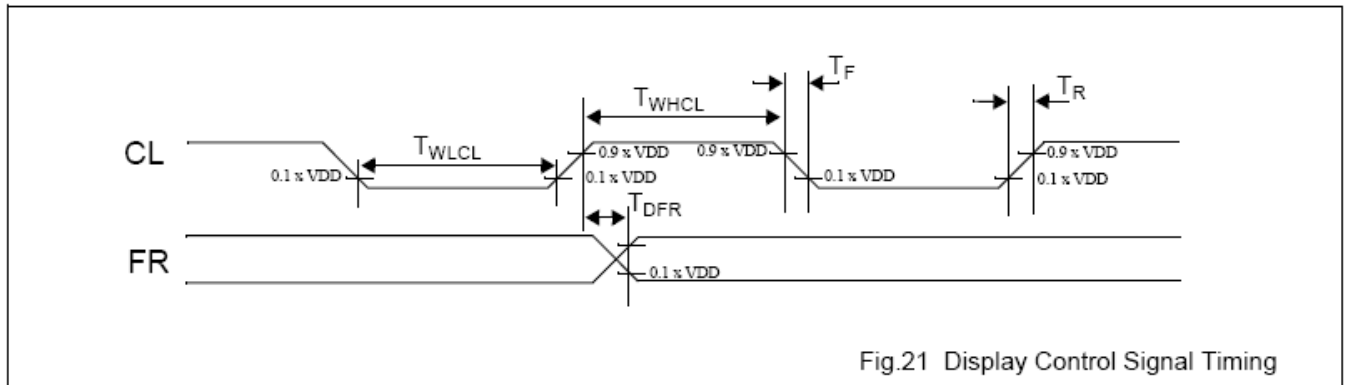 T_F
T_R
T_WHCL
CL
T_WLCL
0.9 x VDD
0.9 x VDD
0.9 x VDD
0.1 x VDD
0.1 x VDD
0.1 x VDD
0.1 x VDD
T_DFR
FR
0.1 x VDD
Fig.21 Display Control Signal Timing